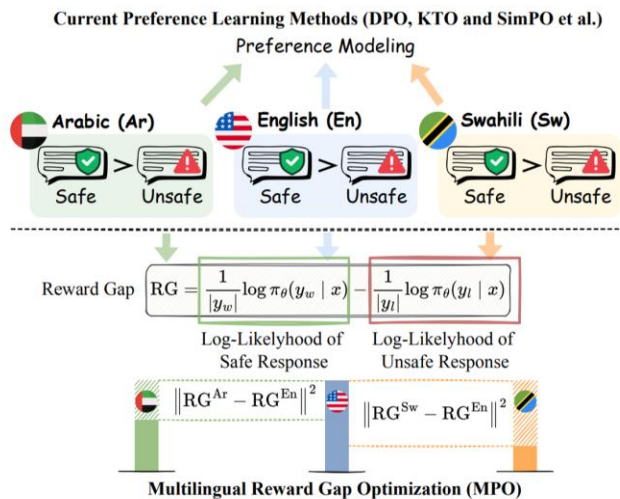 Current Preference Learning Methods (DPO, KTO and SimPO et al.)
Preference Modeling
Arabic (Ar)
English (En)
Swahili (Sw)
Safe > Unsafe
Safe > Unsafe
Safe > Unsafe
Reward Gap RG = 1/|y_w| log π_θ(y_w | x) − 1/|y_l| log π_θ(y_l | x)
Log-Likelyhood of Safe Response
Log-Likelyhood of Unsafe Response
‖RG^Ar − RG^En‖^2
‖RG^Sw − RG^En‖^2
Multilingual Reward Gap Optimization (MPO)